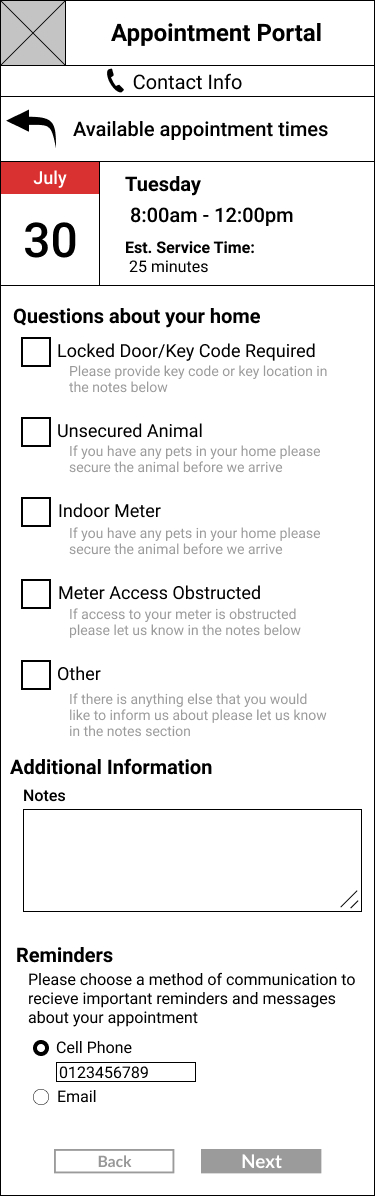 Appointment Portal
Contact Info
Available appointment times
July
30
Tuesday
8:00am - 12:00pm
Est. Service Time:
25 minutes
Questions about your home
Locked Door/Key Code Required
Please provide key code or key location in
the notes below
Unsecured Animal
If you have any pets in your home please
secure the animal before we arrive
Indoor Meter
If you have any pets in your home please
secure the animal before we arrive
Meter Access Obstructed
If access to your meter is obstructed
please let us know in the notes below
Other
If there is anything else that you would
like to inform us about please let us know
in the notes section
Additional Information
Notes
Reminders
Please choose a method of communication to
recieve important reminders and messages
about your appointment
Cell Phone
0123456789
Email
Back
Next